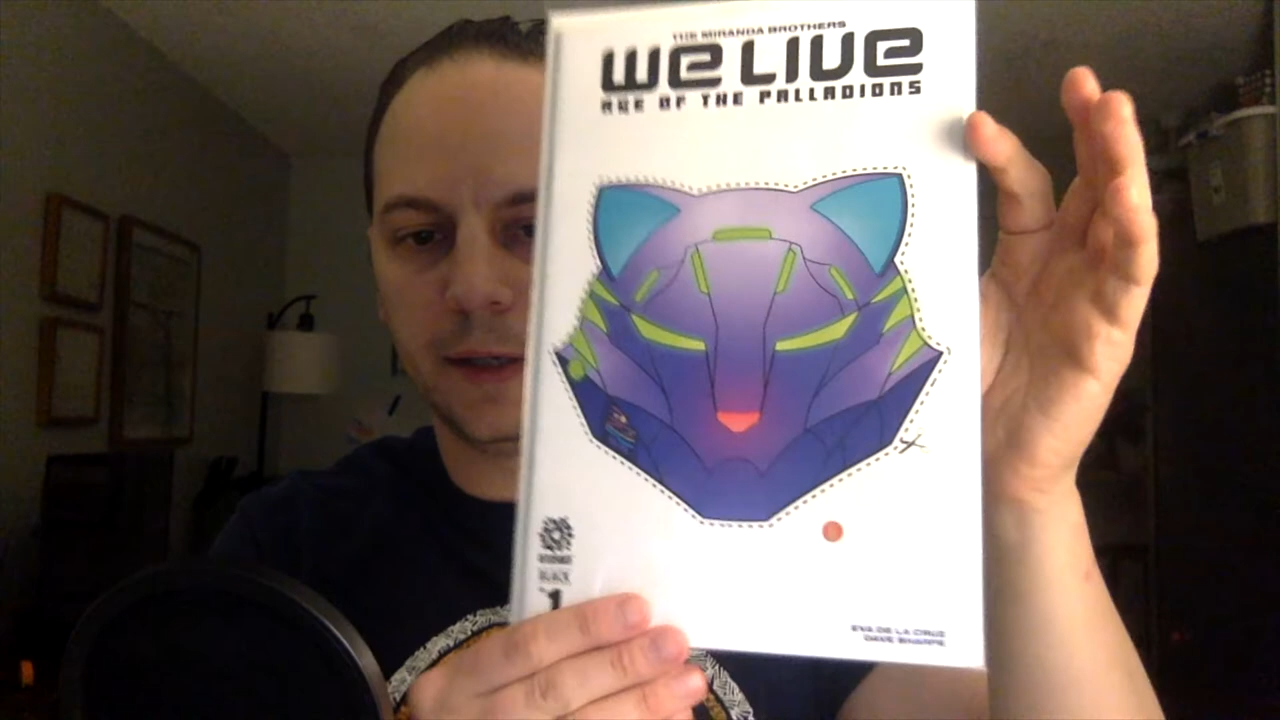 THE MIRANDA BROTHERS
WE LIVE
AGE OF THE PALLADIONS
BLACK
#1
EVA DE LA CRUZ
DAVE SHARPE